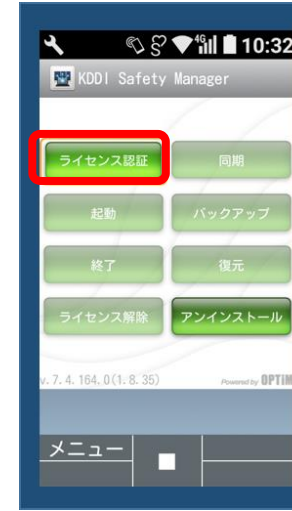 4G 10:32
KDDI Safety Manager
ライセンス認証 同期
起動 バックアップ
終了 復元
ライセンス解除 アンインストール
v.7.4.164.0(1.8.35) Powered by OPTiM
メニュー